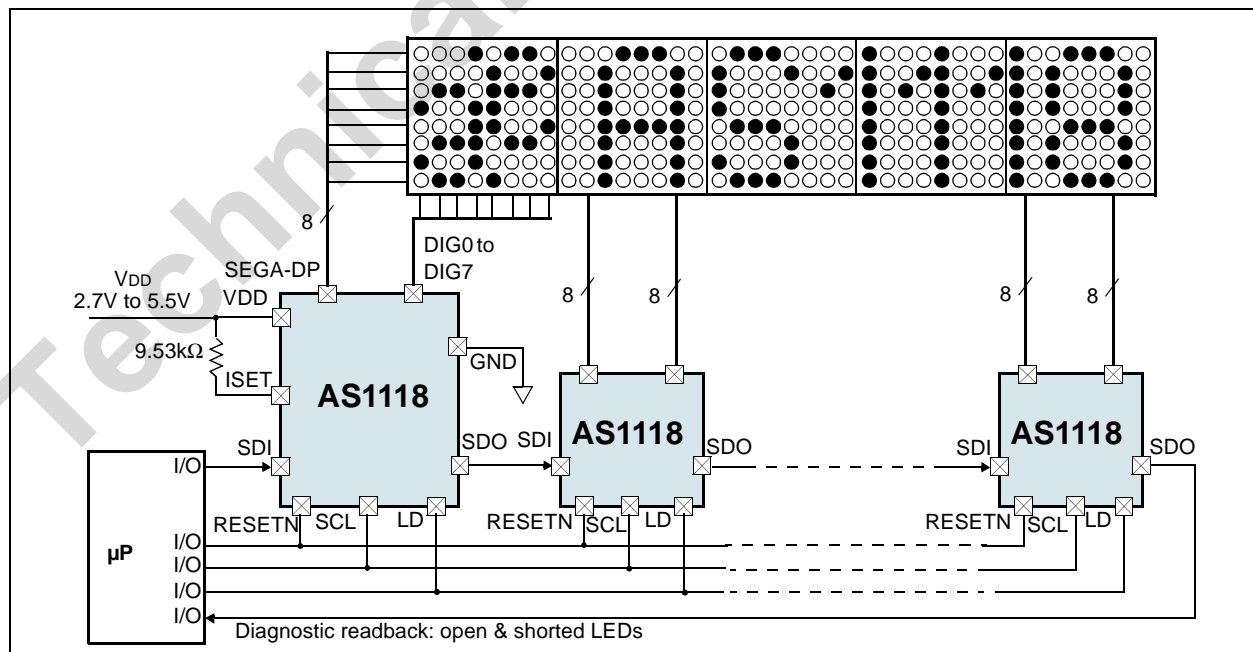 Technical
8
DIG0 to
DIG7
8
8
8
8
SEGA-DP
VDD
2.7V to 5.5V
VDD
9.53kΩ
ISET
AS1118
GND
SDI
SDO
SDI
AS1118
SDO
SDI
AS1118
SDO
RESETN
SCL
LD
RESETN
SCL
LD
RESETN
SCL
LD
µP
I/O
I/O
I/O
I/O
I/O
Diagnostic readback: open & shorted LEDs